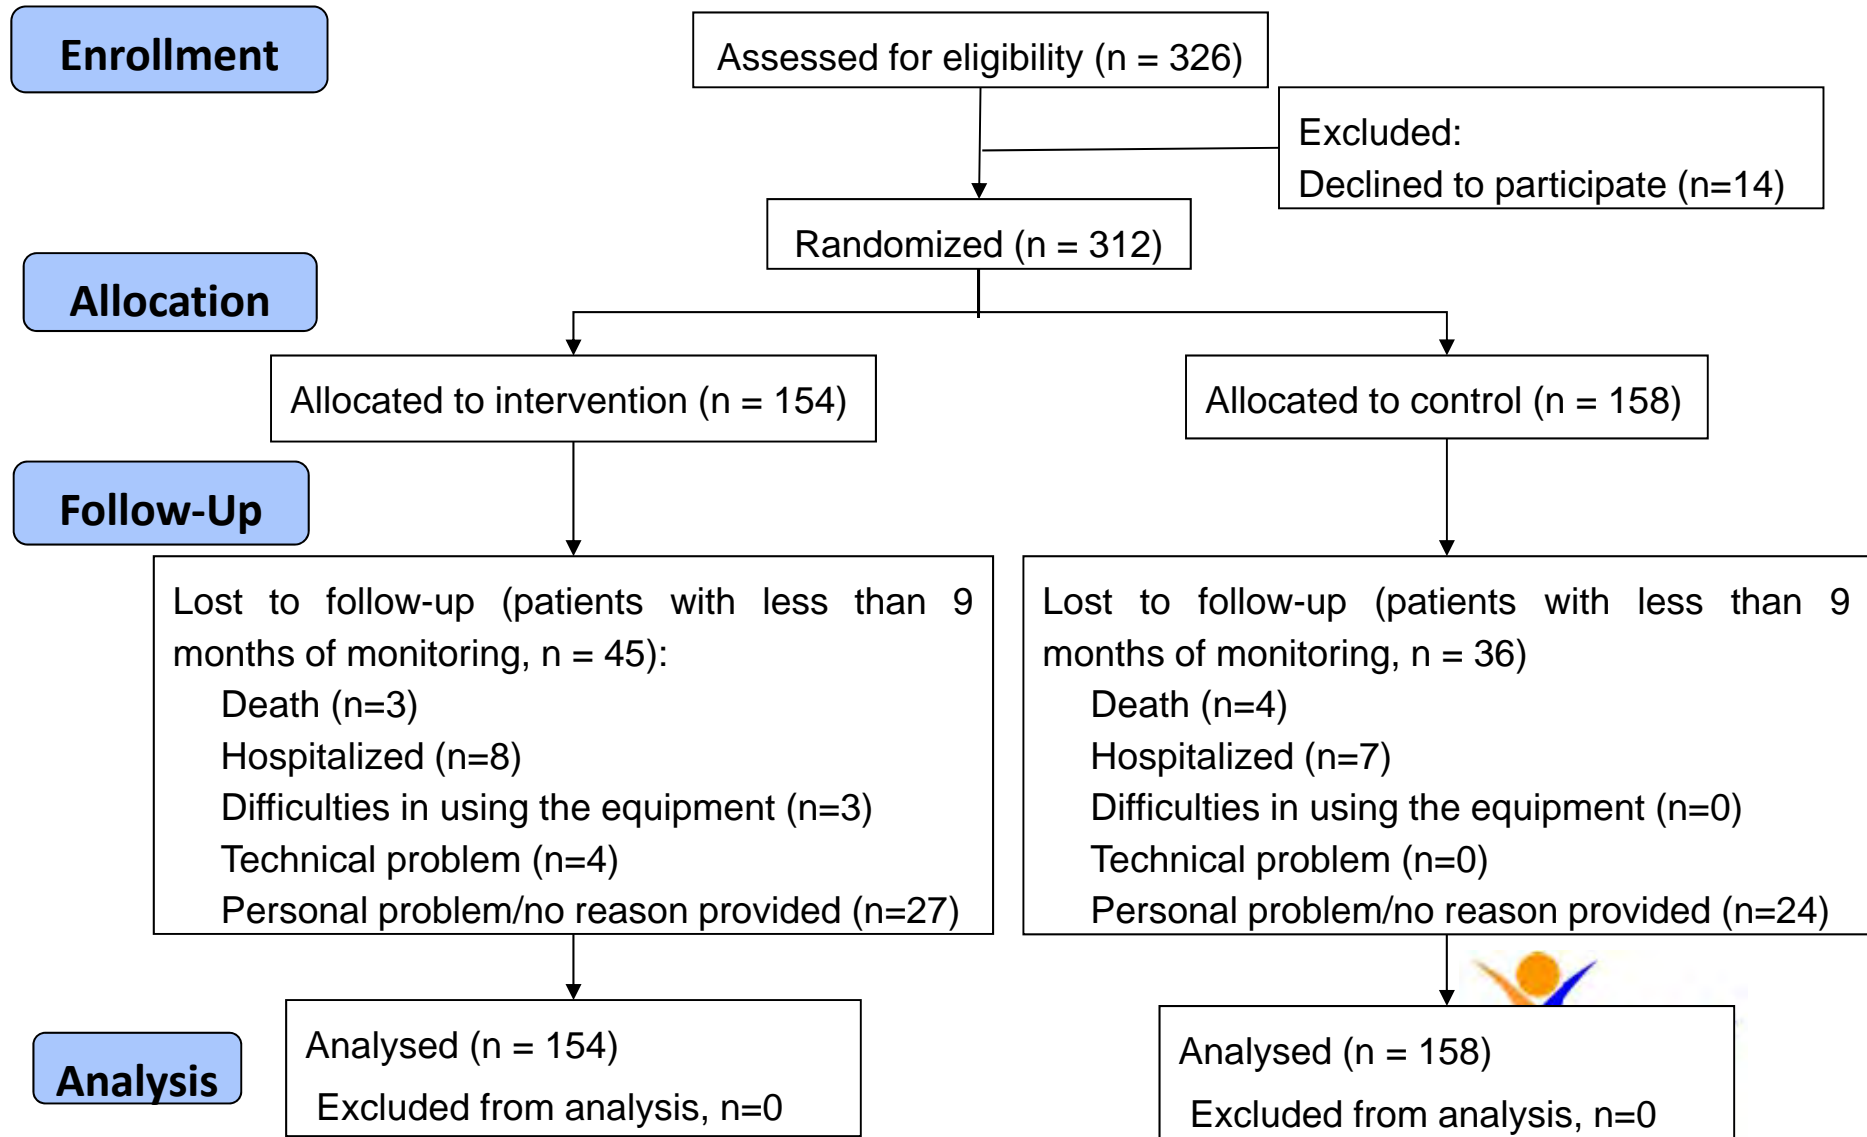 Enrollment
Assessed for eligibility (n = 326)
Excluded:
Declined to participate (n=14)
Randomized (n = 312)
Allocation
Allocated to intervention (n = 154)
Allocated to control (n = 158)
Follow-Up
Lost to follow-up (patients with less than 9
months of monitoring, n = 45):
Death (n=3)
Hospitalized (n=8)
Difficulties in using the equipment (n=3)
Technical problem (n=4)
Personal problem/no reason provided (n=27)
Lost to follow-up (patients with less than 9
months of monitoring, n = 36)
Death (n=4)
Hospitalized (n=7)
Difficulties in using the equipment (n=0)
Technical problem (n=0)
Personal problem/no reason provided (n=24)
Analysis
Analysed (n = 154)
Excluded from analysis, n=0
Analysed (n = 158)
Excluded from analysis, n=0